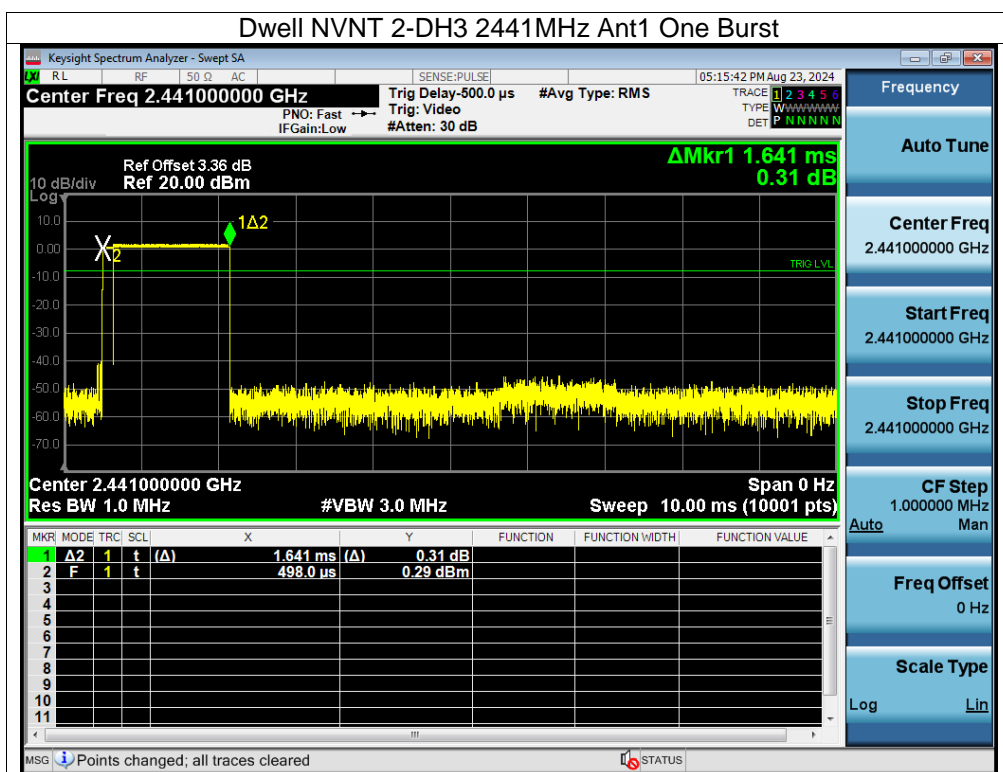 Dwell NVNT 2-DH3 2441MHz Ant1 One Burst
Keysight Spectrum Analyzer - Swept SA
LXI RL RF 50 Ω AC SENSE:PULSE 05:15:42 PM Aug 23, 2024
Center Freq 2.441000000 GHz Trig Delay-500.0 µs #Avg Type: RMS TRACE 1 2 3 4 5 6
PNO: Fast Trig: Video TYPE WWWWWW
IFGain:Low #Atten: 30 dB DET P N N N N N
ΔMkr1 1.641 ms
0.31 dB
Ref Offset 3.36 dB
10 dB/div Ref 20.00 dBm
Log
10.0
0.00
-10.0
-20.0
-30.0
-40.0
-50.0
-60.0
-70.0
1Δ2
2
TRIG LVL
Center 2.441000000 GHz Span 0 Hz
Res BW 1.0 MHz #VBW 3.0 MHz Sweep 10.00 ms (10001 pts)
MKR MODE TRC SCL X Y FUNCTION FUNCTION WIDTH FUNCTION VALUE
1 Δ2 1 t (Δ) 1.641 ms (Δ) 0.31 dB
2 F 1 t 498.0 µs 0.29 dBm
3
4
5
6
7
8
9
10
11
MSG Points changed; all traces cleared STATUS
Frequency
Auto Tune
Center Freq
2.441000000 GHz
Start Freq
2.441000000 GHz
Stop Freq
2.441000000 GHz
CF Step
1.000000 MHz
Auto Man
Freq Offset
0 Hz
Scale Type
Log Lin